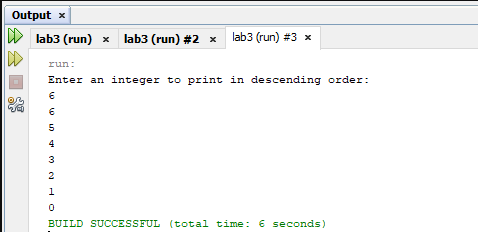 Output x
lab3 (run) x lab3 (run) #2 x lab3 (run) #3 x
run:
Enter an integer to print in descending order:
6
6
5
4
3
2
1
0
BUILD SUCCESSFUL (total time: 6 seconds)